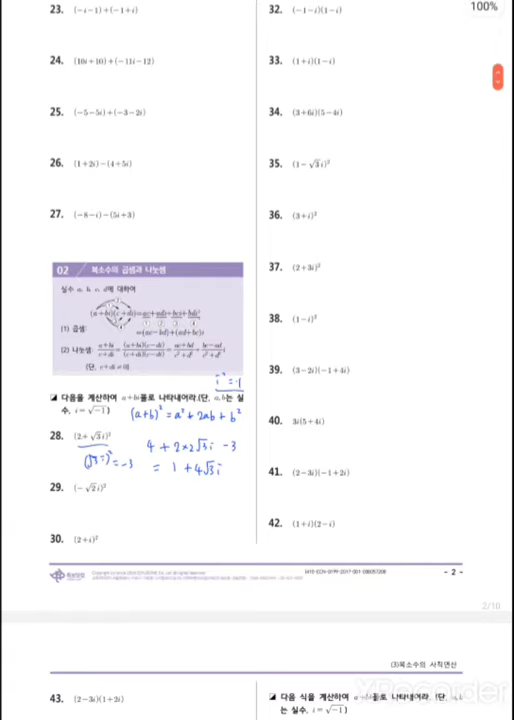 100%
23. (−i−1)+(−1+i)
24. (10i+10)+(−11i−12)
25. (−5−5i)+(−3−2i)
26. (1+2i)−(4+5i)
27. (−8−i)−(5i+3)
02 / 복소수의 곱셈과 나눗셈
실수 a, b, c, d에 대하여
(1) 곱셈:
(a+bi)(c+di)=ac+adi+bci+bdi²
① ② ③ ④
=(ac−bd)+(ad+bc)i
(2) 나눗셈: (a+bi)/(c+di)=(a+bi)(c−di)/(c+di)(c−di)=(ac+bd)/(c²+d²)+(bc−ad)/(c²+d²)i
(단, c+di≠0)
i²=-1
다음을 계산하여 a+bi꼴로 나타내어라.(단, a,b는 실
수, i=√−1)
(a+b)²=a²+2ab+b²
28. (2+√3i)²
4+2×2√3i−3
(√3i)²=−3
= 1+4√3i
29. (−√2i)²
30. (2+i)²
32. (−1−i)(1−i)
33. (1+i)(1−i)
34. (3+6i)(5−4i)
35. (1−√3i)²
36. (3+i)²
37. (2+3i)²
38. (1−i)²
39. (3−2i)(−1+4i)
40. 3i(5+4i)
41. (2−3i)(−1+2i)
42. (1+i)(2−i)
- 2 -
2/10
(3)복소수의 사칙연산
43. (2−3i)(1+2i)
다음 식을 계산하여 a+bi꼴로 나타내어라. (단, a,b
는 실수, i=√−1)
XRecorder